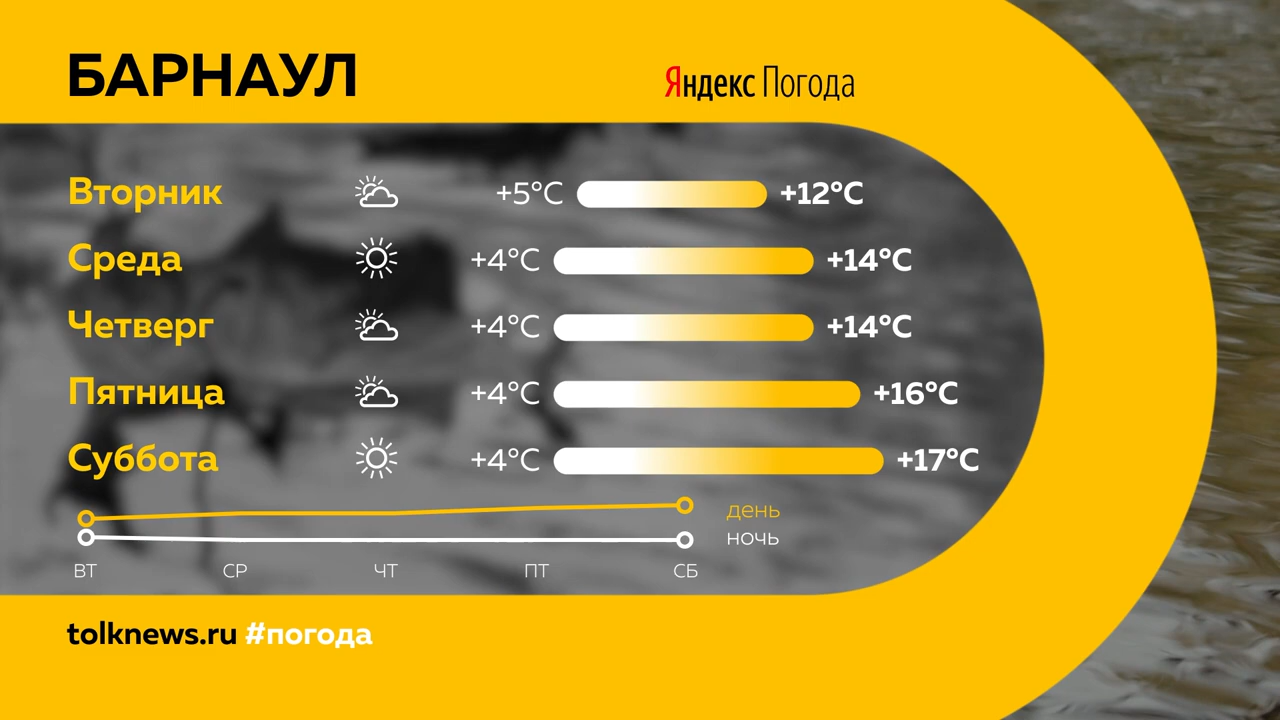 БАРНАУЛ
Яндекс Погода
Вторник +5°C +12°C
Среда +4°C +14°C
Четверг +4°C +14°C
Пятница +4°C +16°C
Суббота +4°C +17°C
день
ночь
ВТ СР ЧТ ПТ СБ
tolknews.ru #погода